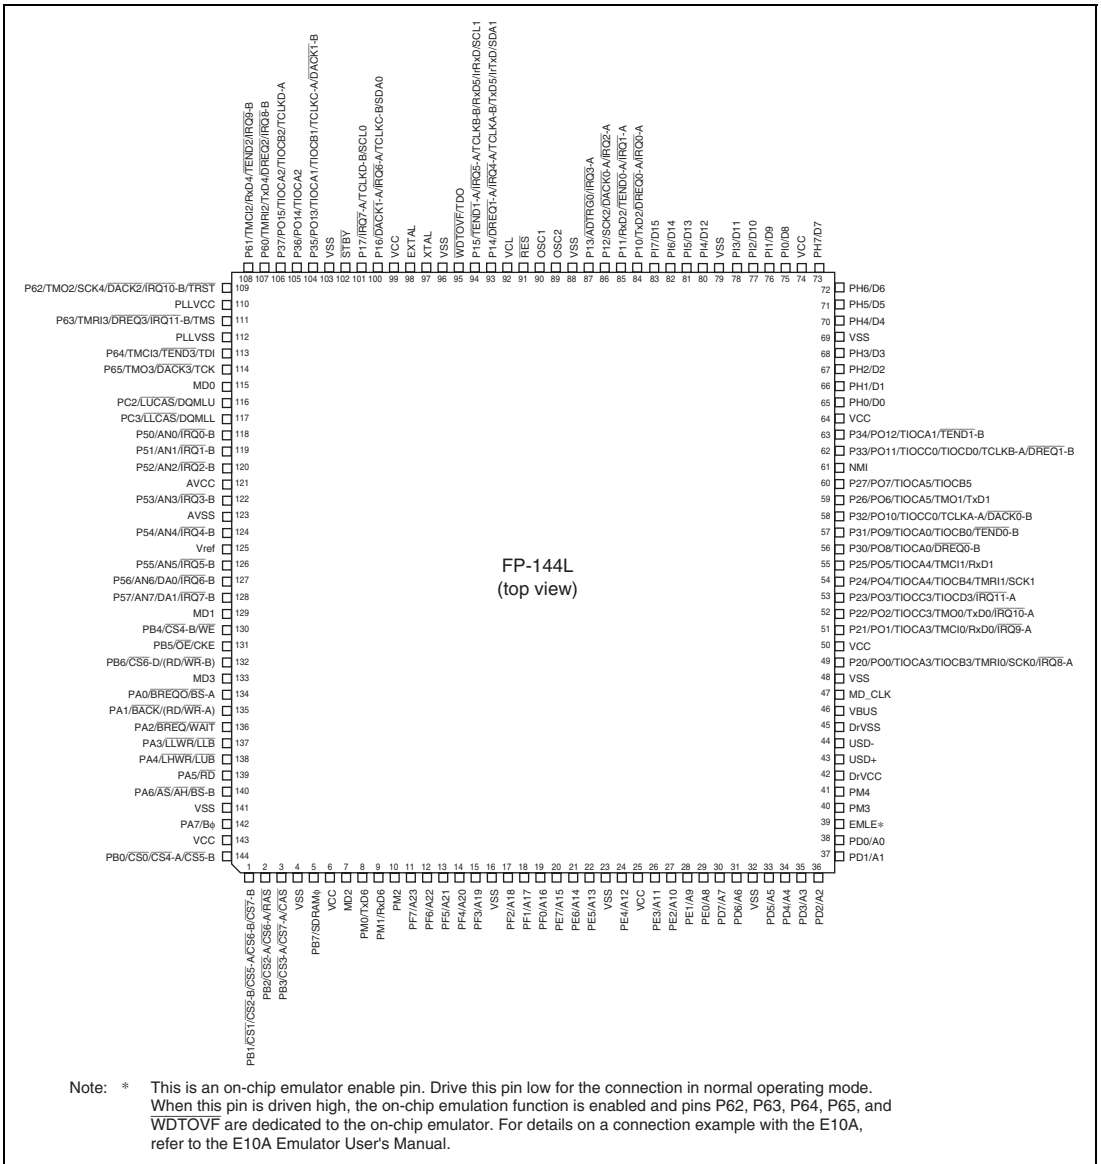 P61/TMCI2/RxD4/TEND2/IRQ9-B
P60/TMRI2/TxD4/DREQ2/IRQ8-B
P37/PO15/TIOCA2/TIOCB2/TCLKD-A
P36/PO14/TIOCA2
P35/PO13/TIOCA1/TIOCB1/TCLKC-A/DACK1-B
VSS
STBY
P17/IRQ7-A/TCLKD-B/SCL0
P16/DACK1-A/IRQ6-A/TCLKC-B/SDA0
VCC
EXTAL
XTAL
VSS
WDTOVF/TDO
P15/TEND1-A/IRQ5-A/TCLKB-B/RxD5/IrRxD/SCL1
P14/DREQ1-A/IRQ4-A/TCLKA-B/TxD5/IrTxD/SDA1
VCL
RES
OSC1
OSC2
VSS
P13/ADTRG0/IRQ3-A
P12/SCK2/DACK0-A/IRQ2-A
P11/RxD2/TEND0-A/IRQ1-A
P10/TxD2/DREQ0-A/IRQ0-A
PI7/D15
PI6/D14
PI5/D13
PI4/D12
VSS
PI3/D11
PI2/D10
PI1/D9
PI0/D8
VCC
PH7/D7
108 107 106 105 104 103 102 101 100 99 98 97 96 95 94 93 92 91 90 89 88 87 86 85 84 83 82 81 80 79 78 77 76 75 74 73
P62/TMO2/SCK4/DACK2/IRQ10-B/TRST 109
PLLVCC 110
P63/TMRI3/DREQ3/IRQ11-B/TMS 111
PLLVSS 112
P64/TMCI3/TEND3/TDI 113
P65/TMO3/DACK3/TCK 114
MD0 115
PC2/LUCAS/DQMLU 116
PC3/LLCAS/DQMLL 117
P50/AN0/IRQ0-B 118
P51/AN1/IRQ1-B 119
P52/AN2/IRQ2-B 120
AVCC 121
P53/AN3/IRQ3-B 122
AVSS 123
P54/AN4/IRQ4-B 124
Vref 125
P55/AN5/IRQ5-B 126
P56/AN6/DA0/IRQ6-B 127
P57/AN7/DA1/IRQ7-B 128
MD1 129
PB4/CS4-B/WE 130
PB5/OE/CKE 131
PB6/CS6-D/(RD/WR-B) 132
MD3 133
PA0/BREQO/BS-A 134
PA1/BACK/(RD/WR-A) 135
PA2/BREQ/WAIT 136
PA3/LLWR/LLB 137
PA4/LHWR/LUB 138
PA5/RD 139
PA6/AS/AH/BS-B 140
VSS 141
PA7/Bϕ 142
VCC 143
PB0/CS0/CS4-A/CS5-B 144
FP-144L
(top view)
72 PH6/D6
71 PH5/D5
70 PH4/D4
69 VSS
68 PH3/D3
67 PH2/D2
66 PH1/D1
65 PH0/D0
64 VCC
63 P34/PO12/TIOCA1/TEND1-B
62 P33/PO11/TIOCC0/TIOCD0/TCLKB-A/DREQ1-B
61 NMI
60 P27/PO7/TIOCA5/TIOCB5
59 P26/PO6/TIOCA5/TMO1/TxD1
58 P32/PO10/TIOCC0/TCLKA-A/DACK0-B
57 P31/PO9/TIOCA0/TIOCB0/TEND0-B
56 P30/PO8/TIOCA0/DREQ0-B
55 P25/PO5/TIOCA4/TMCI1/RxD1
54 P24/PO4/TIOCA4/TIOCB4/TMRI1/SCK1
53 P23/PO3/TIOCC3/TIOCD3/IRQ11-A
52 P22/PO2/TIOCC3/TMO0/TxD0/IRQ10-A
51 P21/PO1/TIOCA3/TMCI0/RxD0/IRQ9-A
50 VCC
49 P20/PO0/TIOCA3/TIOCB3/TMRI0/SCK0/IRQ8-A
48 VSS
47 MD_CLK
46 VBUS
45 DrVSS
44 USD-
43 USD+
42 DrVCC
41 PM4
40 PM3
39 EMLE*
38 PD0/A0
37 PD1/A1
1 2 3 4 5 6 7 8 9 10 11 12 13 14 15 16 17 18 19 20 21 22 23 24 25 26 27 28 29 30 31 32 33 34 35 36
PB1/CS1/CS2-B/CS5-A/CS6-B/CS7-B
PB2/CS2-A/CS6-A/RAS
PB3/CS3-A/CS7-A/CAS
VSS
PB7/SDRAMϕ
VCC
MD2
PM0/TxD6
PM1/RxD6
PM2
PF7/A23
PF6/A22
PF5/A21
PF4/A20
PF3/A19
VSS
PF2/A18
PF1/A17
PF0/A16
PE7/A15
PE6/A14
PE5/A13
VSS
PE4/A12
VCC
PE3/A11
PE2/A10
PE1/A9
PE0/A8
PD7/A7
PD6/A6
VSS
PD5/A5
PD4/A4
PD3/A3
PD2/A2
Note: * This is an on-chip emulator enable pin. Drive this pin low for the connection in normal operating mode.
When this pin is driven high, the on-chip emulation function is enabled and pins P62, P63, P64, P65, and
WDTOVF are dedicated to the on-chip emulator. For details on a connection example with the E10A,
refer to the E10A Emulator User's Manual.